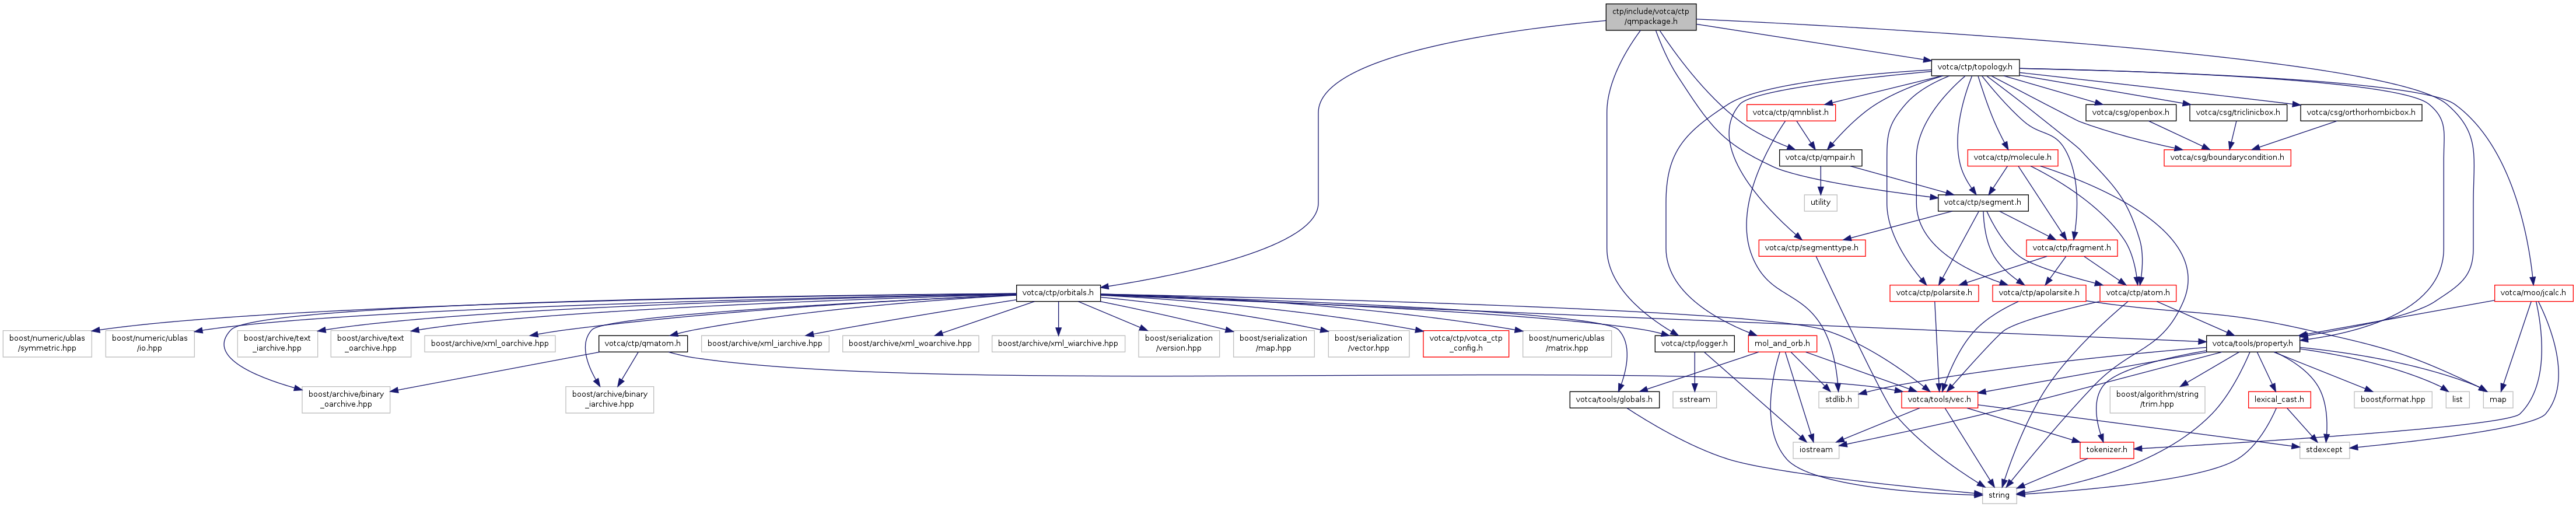 ctp/include/votca/ctp
/qmpackage.h
votca/ctp/topology.h
votca/ctp/qmnblist.h
votca/csg/openbox.h
votca/csg/triclinicbox.h
votca/csg/orthorhombicbox.h
votca/ctp/qmpair.h
votca/ctp/molecule.h
votca/csg/boundarycondition.h
utility
votca/ctp/segment.h
votca/ctp/segmenttype.h
votca/ctp/fragment.h
votca/ctp/orbitals.h
votca/ctp/polarsite.h
votca/ctp/apolarsite.h
votca/ctp/atom.h
votca/moo/jcalc.h
boost/numeric/ublas
/symmetric.hpp
boost/numeric/ublas
/io.hpp
boost/archive/text
_iarchive.hpp
boost/archive/text
_oarchive.hpp
boost/archive/xml_oarchive.hpp
votca/ctp/qmatom.h
boost/archive/xml_iarchive.hpp
boost/archive/xml_woarchive.hpp
boost/archive/xml_wiarchive.hpp
boost/serialization
/version.hpp
boost/serialization
/map.hpp
boost/serialization
/vector.hpp
votca/ctp/votca_ctp
_config.h
boost/numeric/ublas
/matrix.hpp
votca/ctp/logger.h
mol_and_orb.h
votca/tools/property.h
boost/archive/binary
_oarchive.hpp
boost/archive/binary
_iarchive.hpp
votca/tools/globals.h
sstream
stdlib.h
votca/tools/vec.h
boost/algorithm/string
/trim.hpp
lexical_cast.h
boost/format.hpp
list
map
iostream
tokenizer.h
stdexcept
string